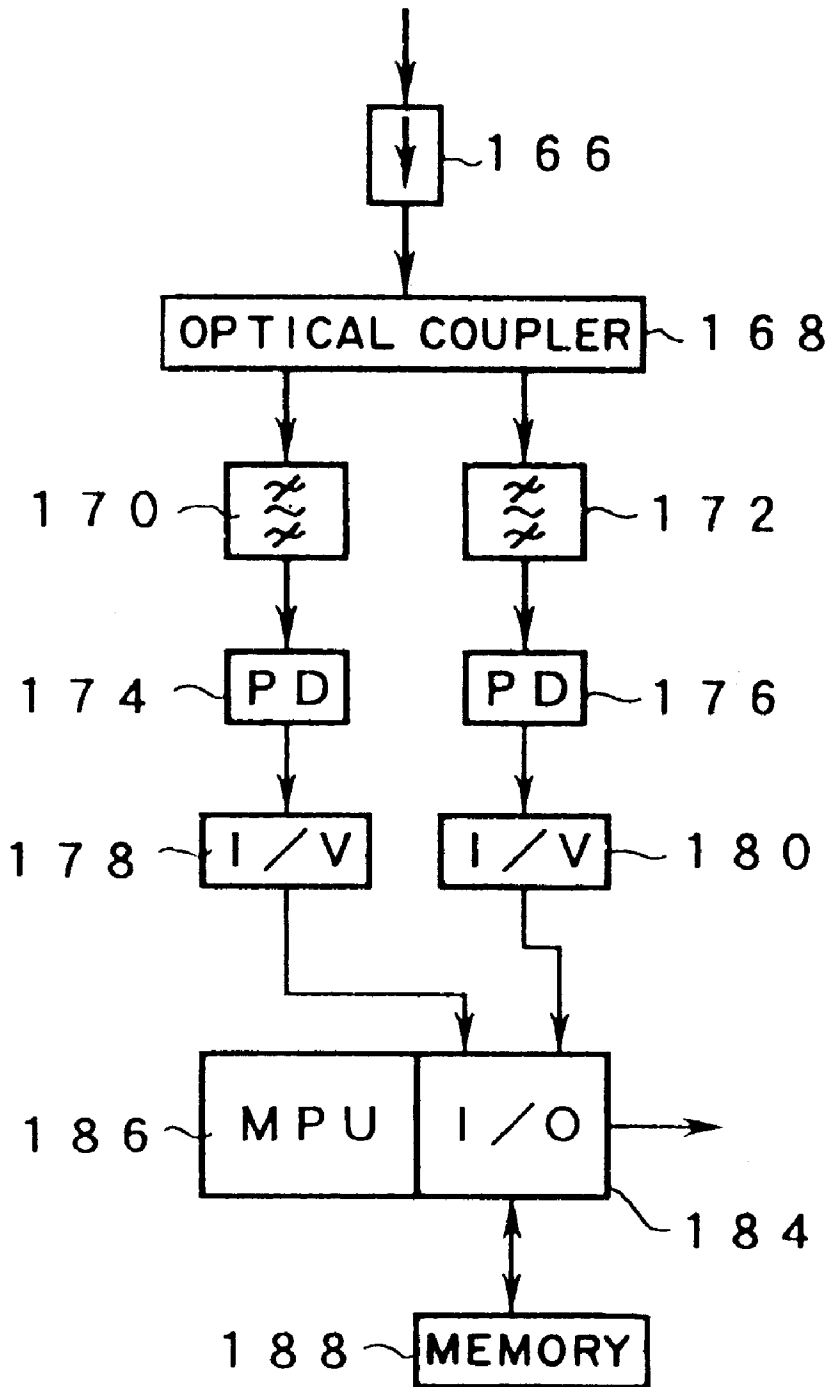 166
OPTICAL COUPLER 168
170 172
174 PD PD 176
178 I/V I/V 180
186 MPU I/O
184
188 MEMORY